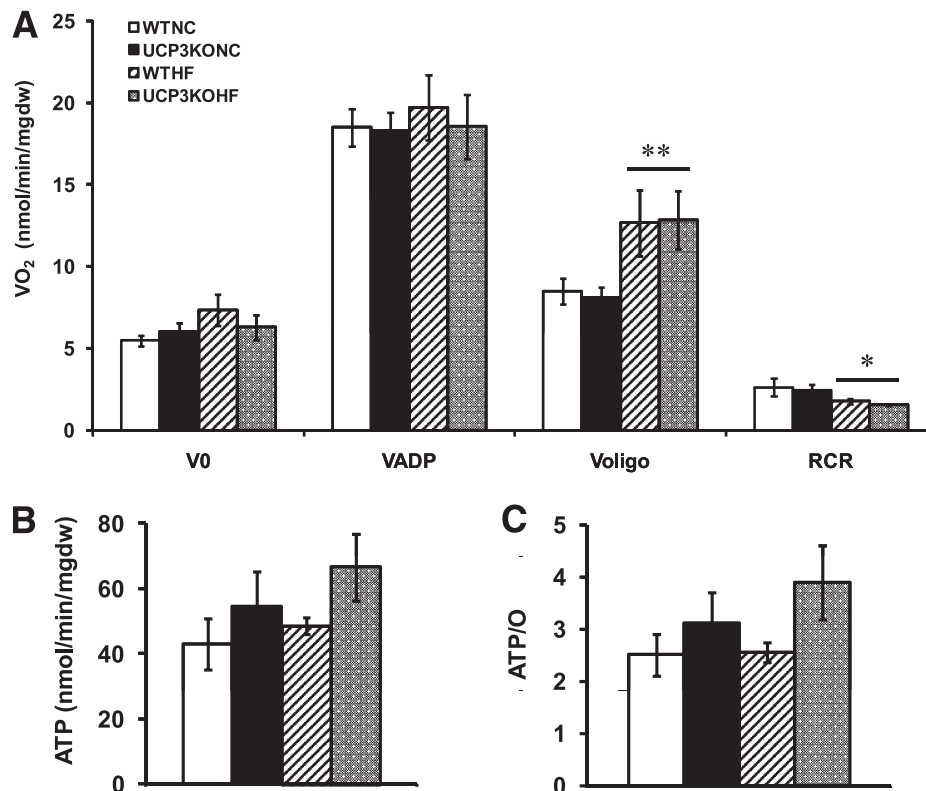 A
25
20
15
10
5
0
VO2 (nmol/min/mgdw)
WTNC
UCP3KONC
WTHF
UCP3KOHF
**
*
V0
VADP
Voligo
RCR
B
80
60
40
20
0
ATP (nmol/min/mgdw)
C
5
4
3
2
1
0
ATP/O